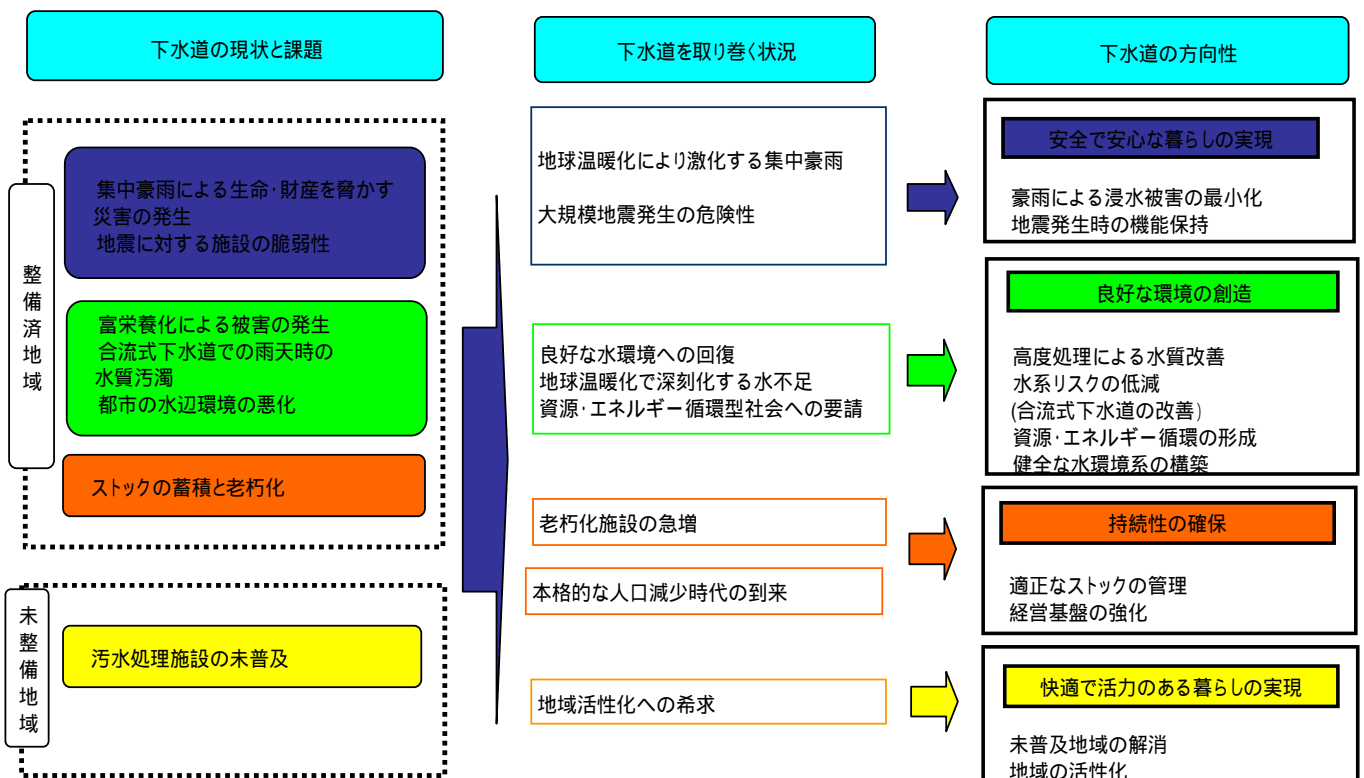 下水道の現状と課題
下水道を取り巻く状況
下水道の方向性
整備済地域
集中豪雨による生命・財産を脅かす
災害の発生
地震に対する施設の脆弱性
富栄養化による被害の発生
合流式下水道での雨天時の
水質汚濁
都市の水辺環境の悪化
ストックの蓄積と老朽化
未整備地域
汚水処理施設の未普及
地球温暖化により激化する集中豪雨
大規模地震発生の危険性
良好な水環境への回復
地球温暖化で深刻化する水不足
資源・エネルギー循環型社会への要請
老朽化施設の急増
本格的な人口減少時代の到来
地域活性化への希求
安全で安心な暮らしの実現
豪雨による浸水被害の最小化
地震発生時の機能保持
良好な環境の創造
高度処理による水質改善
水系リスクの低減
(合流式下水道の改善)
資源・エネルギー循環の形成
健全な水環境系の構築
持続性の確保
適正なストックの管理
経営基盤の強化
快適で活力のある暮らしの実現
未普及地域の解消
地域の活性化